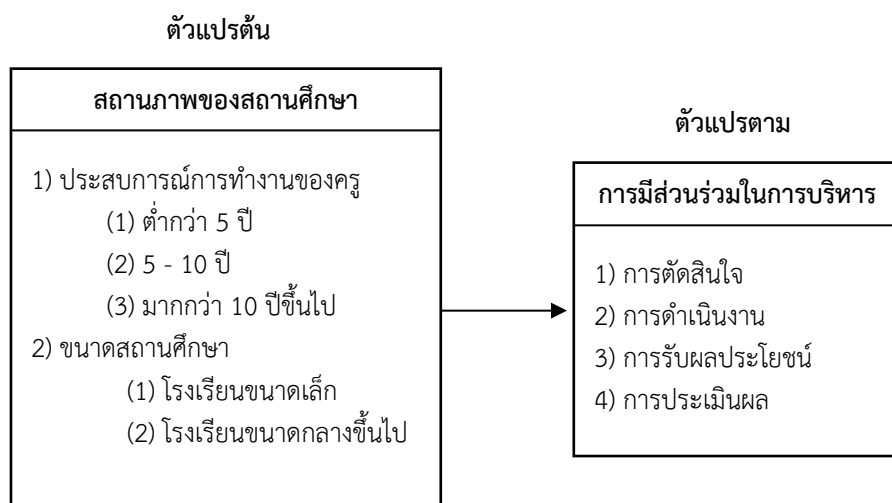 ตัวแปรต้น
สถานภาพของสถานศึกษา
1) ประสบการณ์การทำงานของครู
(1) ต่ำกว่า 5 ปี
(2) 5 - 10 ปี
(3) มากกว่า 10 ปีขึ้นไป
2) ขนาดสถานศึกษา
(1) โรงเรียนขนาดเล็ก
(2) โรงเรียนขนาดกลางขึ้นไป
ตัวแปรตาม
การมีส่วนร่วมในการบริหาร
1) การตัดสินใจ
2) การดำเนินงาน
3) การรับผลประโยชน์
4) การประเมินผล